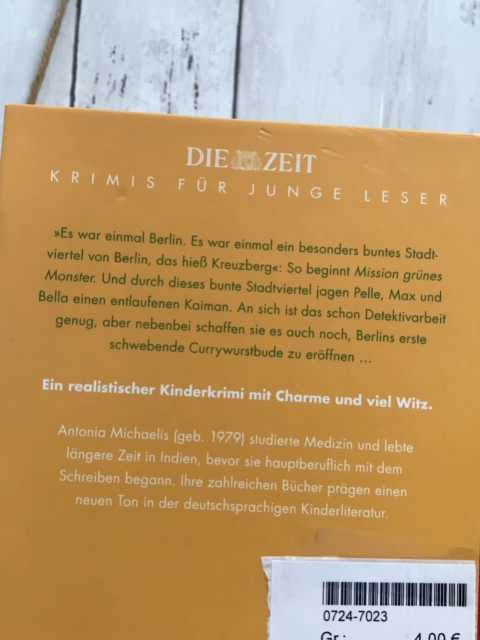 DIE ZEIT
KRIMIS FÜR JUNGE LESER
»Es war einmal Berlin. Es war einmal ein besonders buntes Stadt-
viertel von Berlin, das hieß Kreuzberg«: So beginnt Mission grünes
Monster. Und durch dieses bunte Stadtviertel jagen Pelle, Max und
Bella einen entlaufenen Kaiman. An sich ist das schon Detektivarbeit
genug, aber nebenbei schaffen sie es auch noch, Berlins erste
schwebende Currywurstbude zu eröffnen ...
Ein realistischer Kinderkrimi mit Charme und viel Witz.
Antonia Michaelis (geb. 1979) studierte Medizin und lebte
längere Zeit in Indien, bevor sie hauptberuflich mit dem
Schreiben begann. Ihre zahlreichen Bücher prägen einen
neuen Ton in der deutschsprachigen Kinderliteratur.
0724-7023
Gr.: 4,00 €